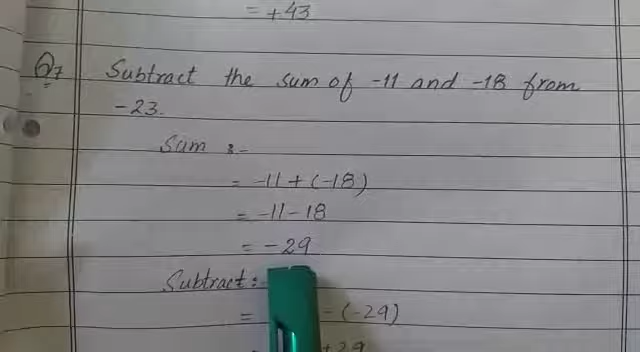 = +43
Q7 Subtract the sum of -11 and -18 from
-23.
Sum :-
= -11 + (-18)
= -11 - 18
= -29
Subtract :-
= - (-29)
+29